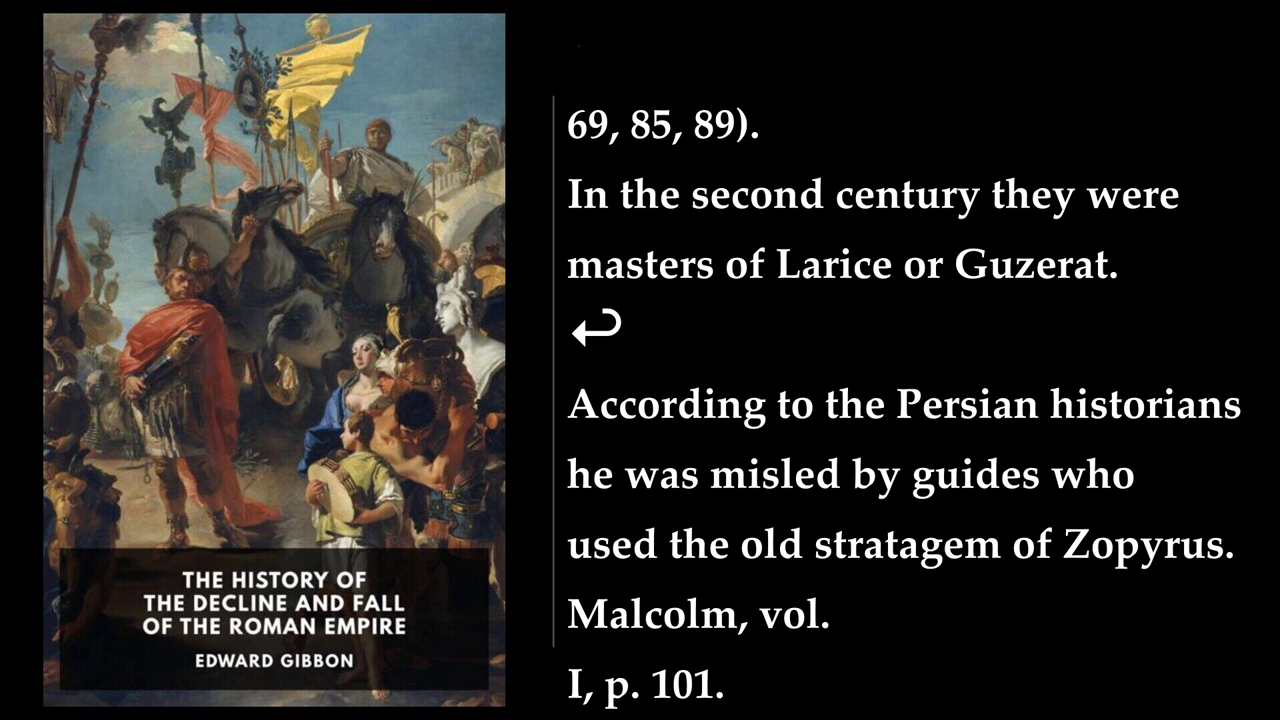 THE HISTORY OF
THE DECLINE AND FALL
OF THE ROMAN EMPIRE
EDWARD GIBBON
69, 85, 89).
In the second century they were
masters of Larice or Guzerat.
↩
According to the Persian historians
he was misled by guides who
used the old stratagem of Zopyrus.
Malcolm, vol.
I, p. 101.